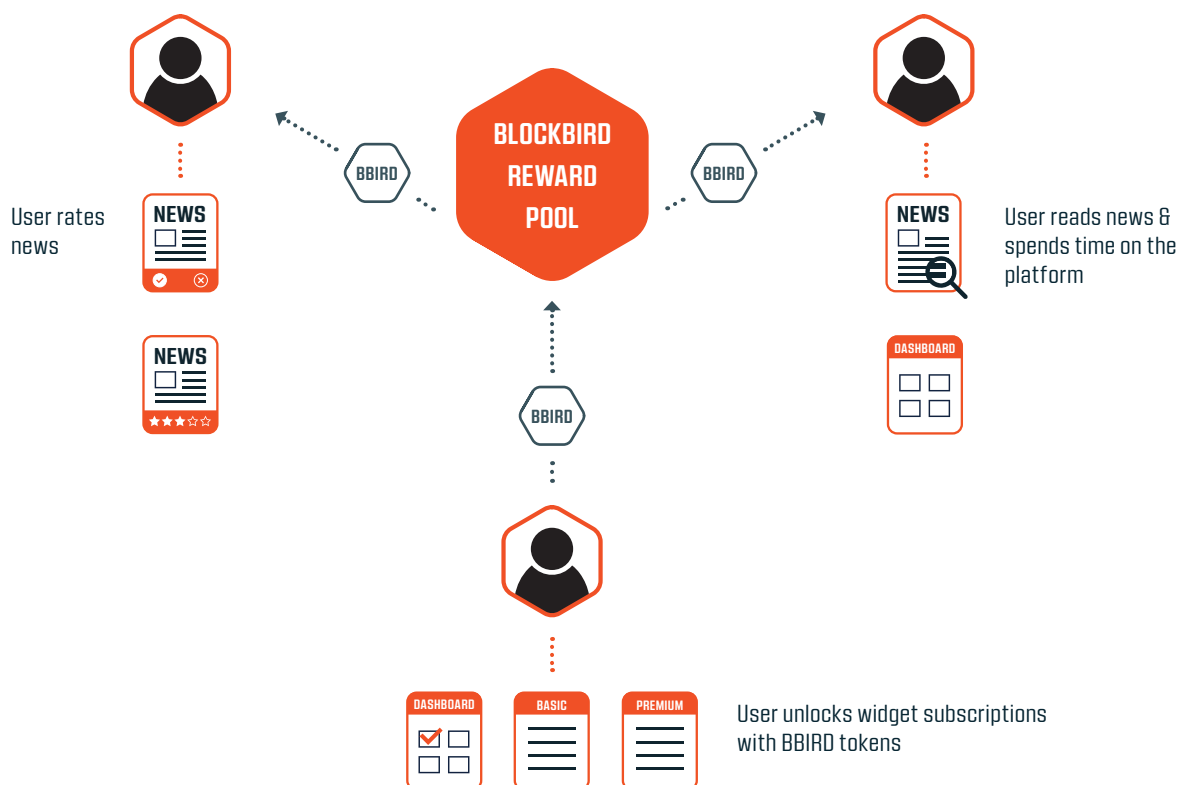 BLOCKBIRD
REWARD
POOL
BBIRD
BBIRD
User rates
news
NEWS
NEWS
NEWS
User reads news &
spends time on the
platform
DASHBOARD
BBIRD
DASHBOARD
BASIC
PREMIUM
User unlocks widget subscriptions
with BBIRD tokens